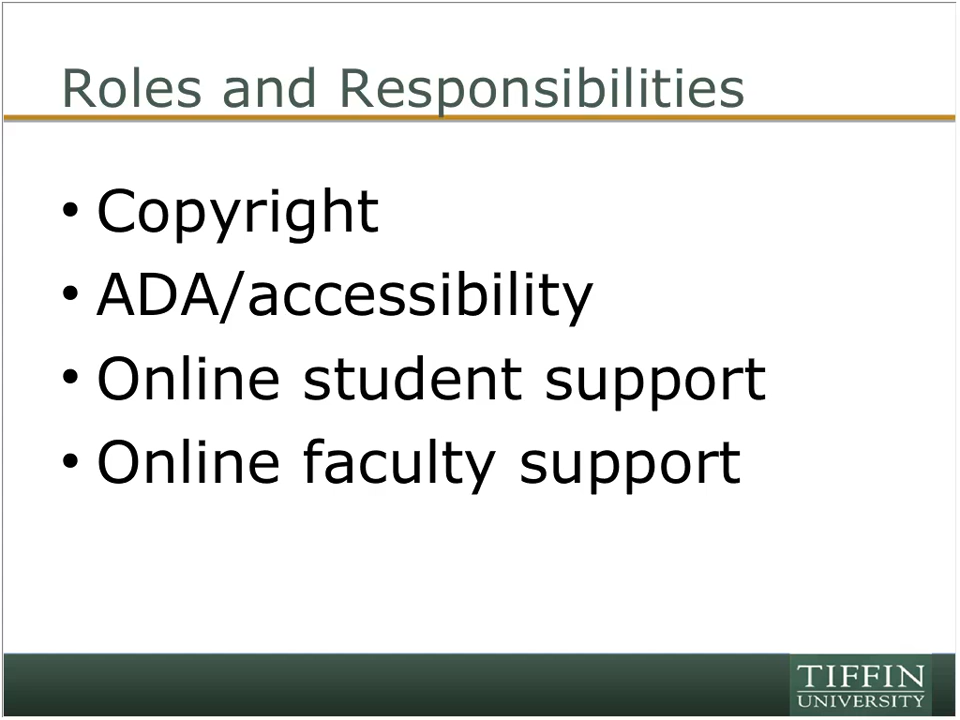 Roles and Responsibilities
• Copyright
• ADA/accessibility
• Online student support
• Online faculty support
TIFFIN
UNIVERSITY